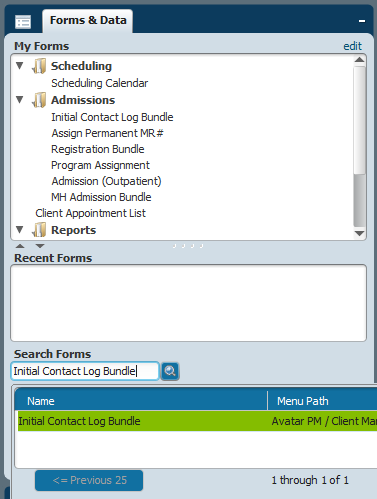 Forms & Data
My Forms edit
Scheduling
Scheduling Calendar
Admissions
Initial Contact Log Bundle
Assign Permanent MR#
Registration Bundle
Program Assignment
Admission (Outpatient)
MH Admission Bundle
Client Appointment List
Reports
Recent Forms
Search Forms
Initial Contact Log Bundle
Name Menu Path
Initial Contact Log Bundle Avatar PM / Client Mar
<= Previous 25 1 through 1 of 1